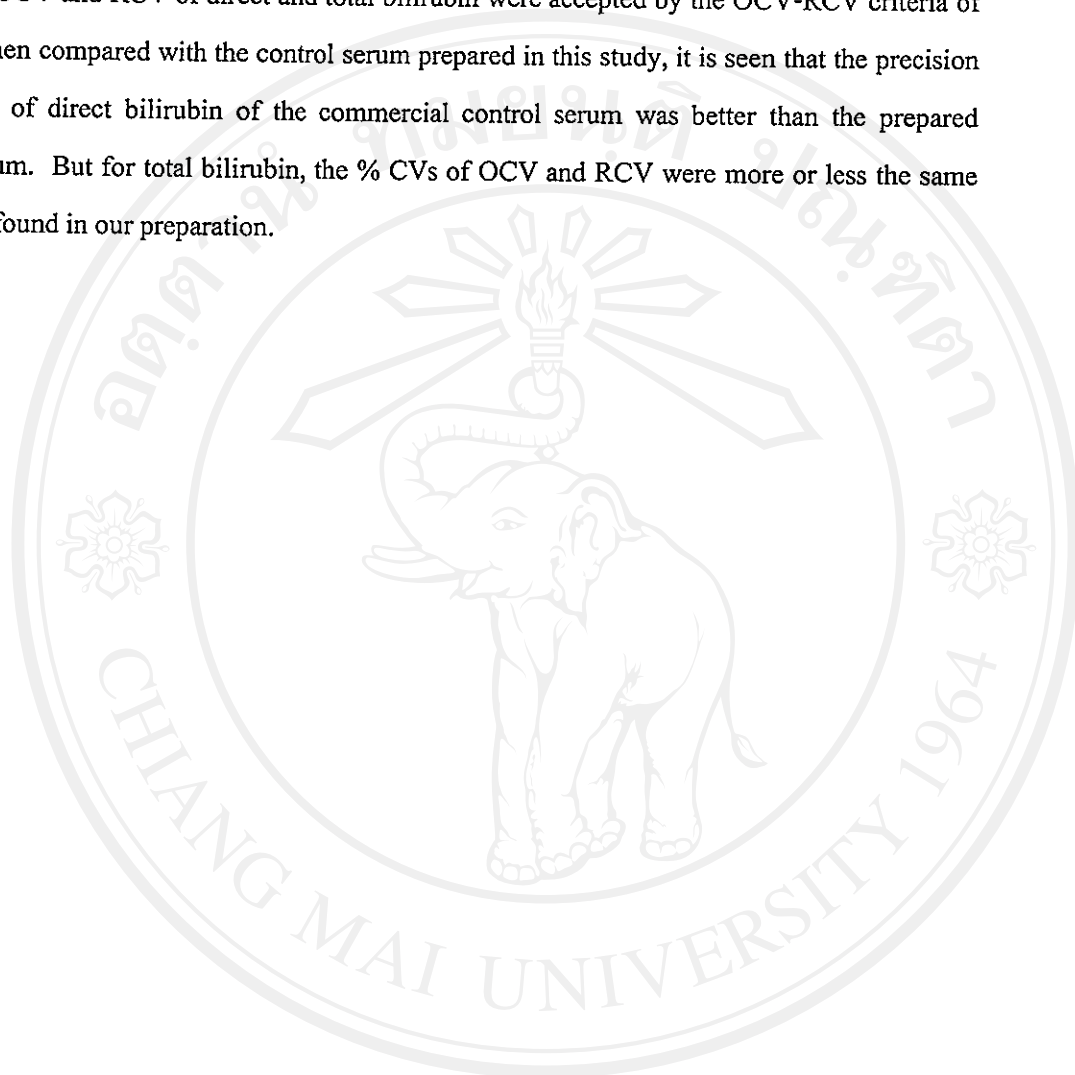 and RCV of direct and total bilirubin were accepted by the OCV-RCV criteria of
compared with the control serum prepared in this study, it is seen that the precision
of direct bilirubin of the commercial control serum was better than the prepared
But for total bilirubin, the % CVs of OCV and RCV were more or less the same
found in our preparation.
CHIANG MAI UNIVERSITY 1964